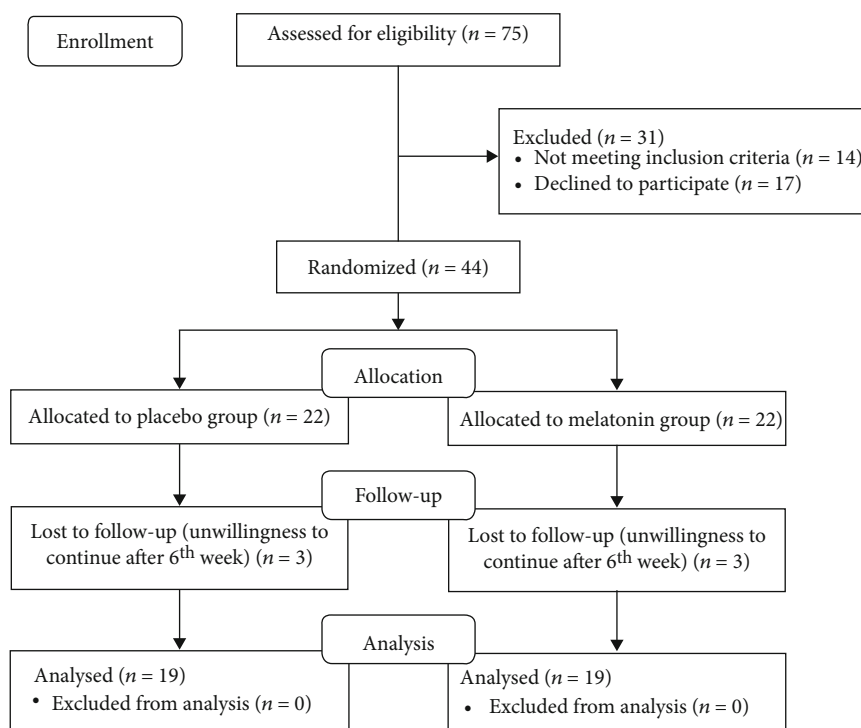 Enrollment
Assessed for eligibility (n = 75)
Excluded (n = 31)
• Not meeting inclusion criteria (n = 14)
• Declined to participate (n = 17)
Randomized (n = 44)
Allocation
Allocated to placebo group (n = 22)
Allocated to melatonin group (n = 22)
Follow-up
Lost to follow-up (unwillingness to
continue after 6th week) (n = 3)
Lost to follow-up (unwillingness to
continue after 6th week) (n = 3)
Analysis
Analysed (n = 19)
• Excluded from analysis (n = 0)
Analysed (n = 19)
• Excluded from analysis (n = 0)